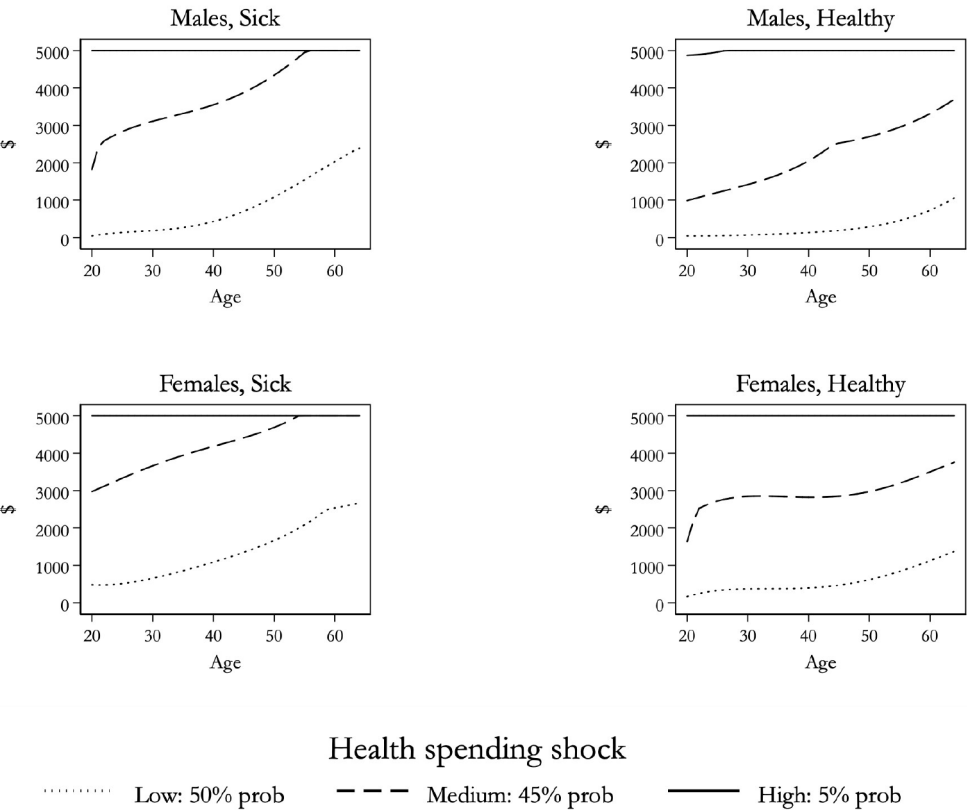 Males, Sick
5000
4000
3000
2000
1000
0
$
20 30 40 50 60
Age
Males, Healthy
5000
4000
3000
2000
1000
0
$
20 30 40 50 60
Age
Females, Sick
5000
4000
3000
2000
1000
0
$
20 30 40 50 60
Age
Females, Healthy
5000
4000
3000
2000
1000
0
$
20 30 40 50 60
Age
Health spending shock
Low: 50% prob Medium: 45% prob High: 5% prob